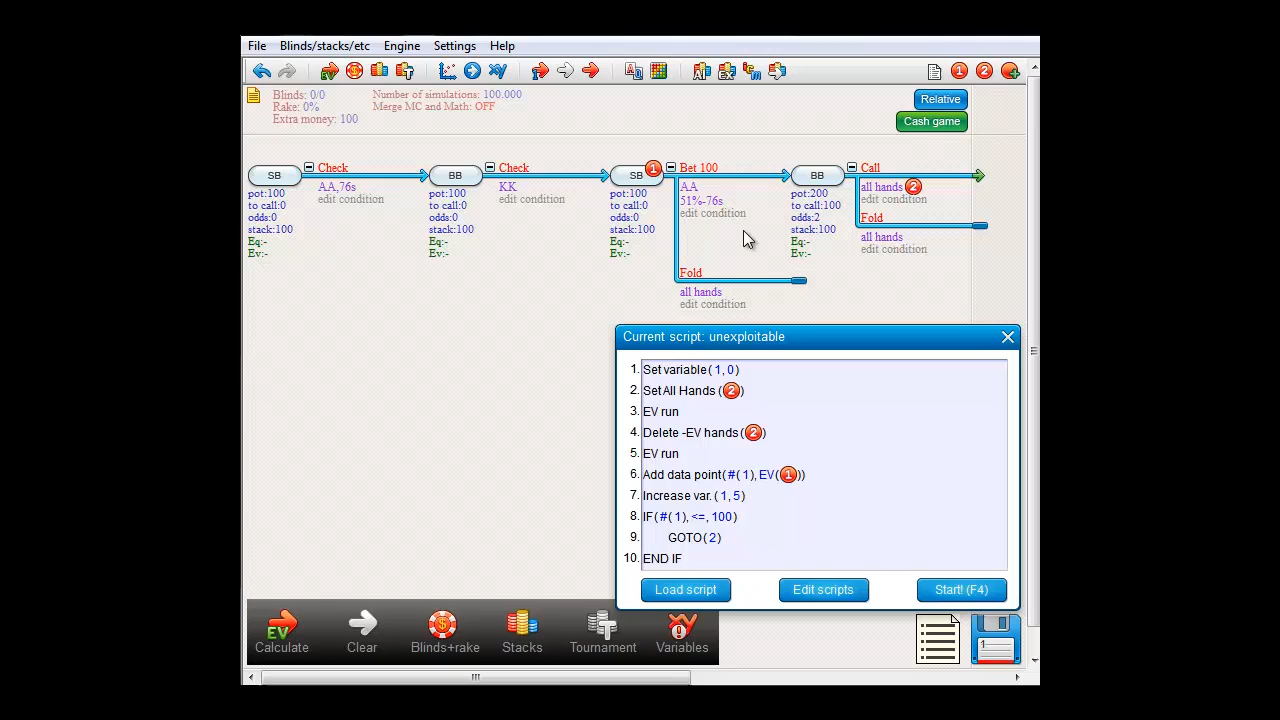 File Blinds/stacks/etc Engine Settings Help
Blinds: 0/0
Rake: 0%
Extra money: 100
Number of simulations: 100.000
Merge MC and Math: OFF
Relative
Cash game
SB
Check
AA,76s
edit condition
pot:100
to call:0
odds:0
stack:100
Eq:-
Ev:-
BB
Check
KK
edit condition
pot:100
to call:0
odds:0
stack:100
Eq:-
Ev:-
SB 1
Bet 100
AA
51%-76s
edit condition
pot:100
to call:0
odds:0
stack:100
Eq:-
Ev:-
Fold
all hands
edit condition
BB
Call
all hands 2
edit condition
pot:200
to call:100
odds:2
stack:100
Eq:-
Ev:-
Fold
all hands
edit condition
Current script: unexploitable
1. Set variable( 1, 0 )
2. Set All Hands ( 2 )
3. EV run
4. Delete -EV hands ( 2 )
5. EV run
6. Add data point( #( 1), EV( 1 ))
7. Increase var. ( 1, 5 )
8. IF( #( 1), <=, 100 )
9. GOTO( 2 )
10. END IF
Load script Edit scripts Start! (F4)
EV
Calculate Clear Blinds+rake Stacks Tournament Variables
1